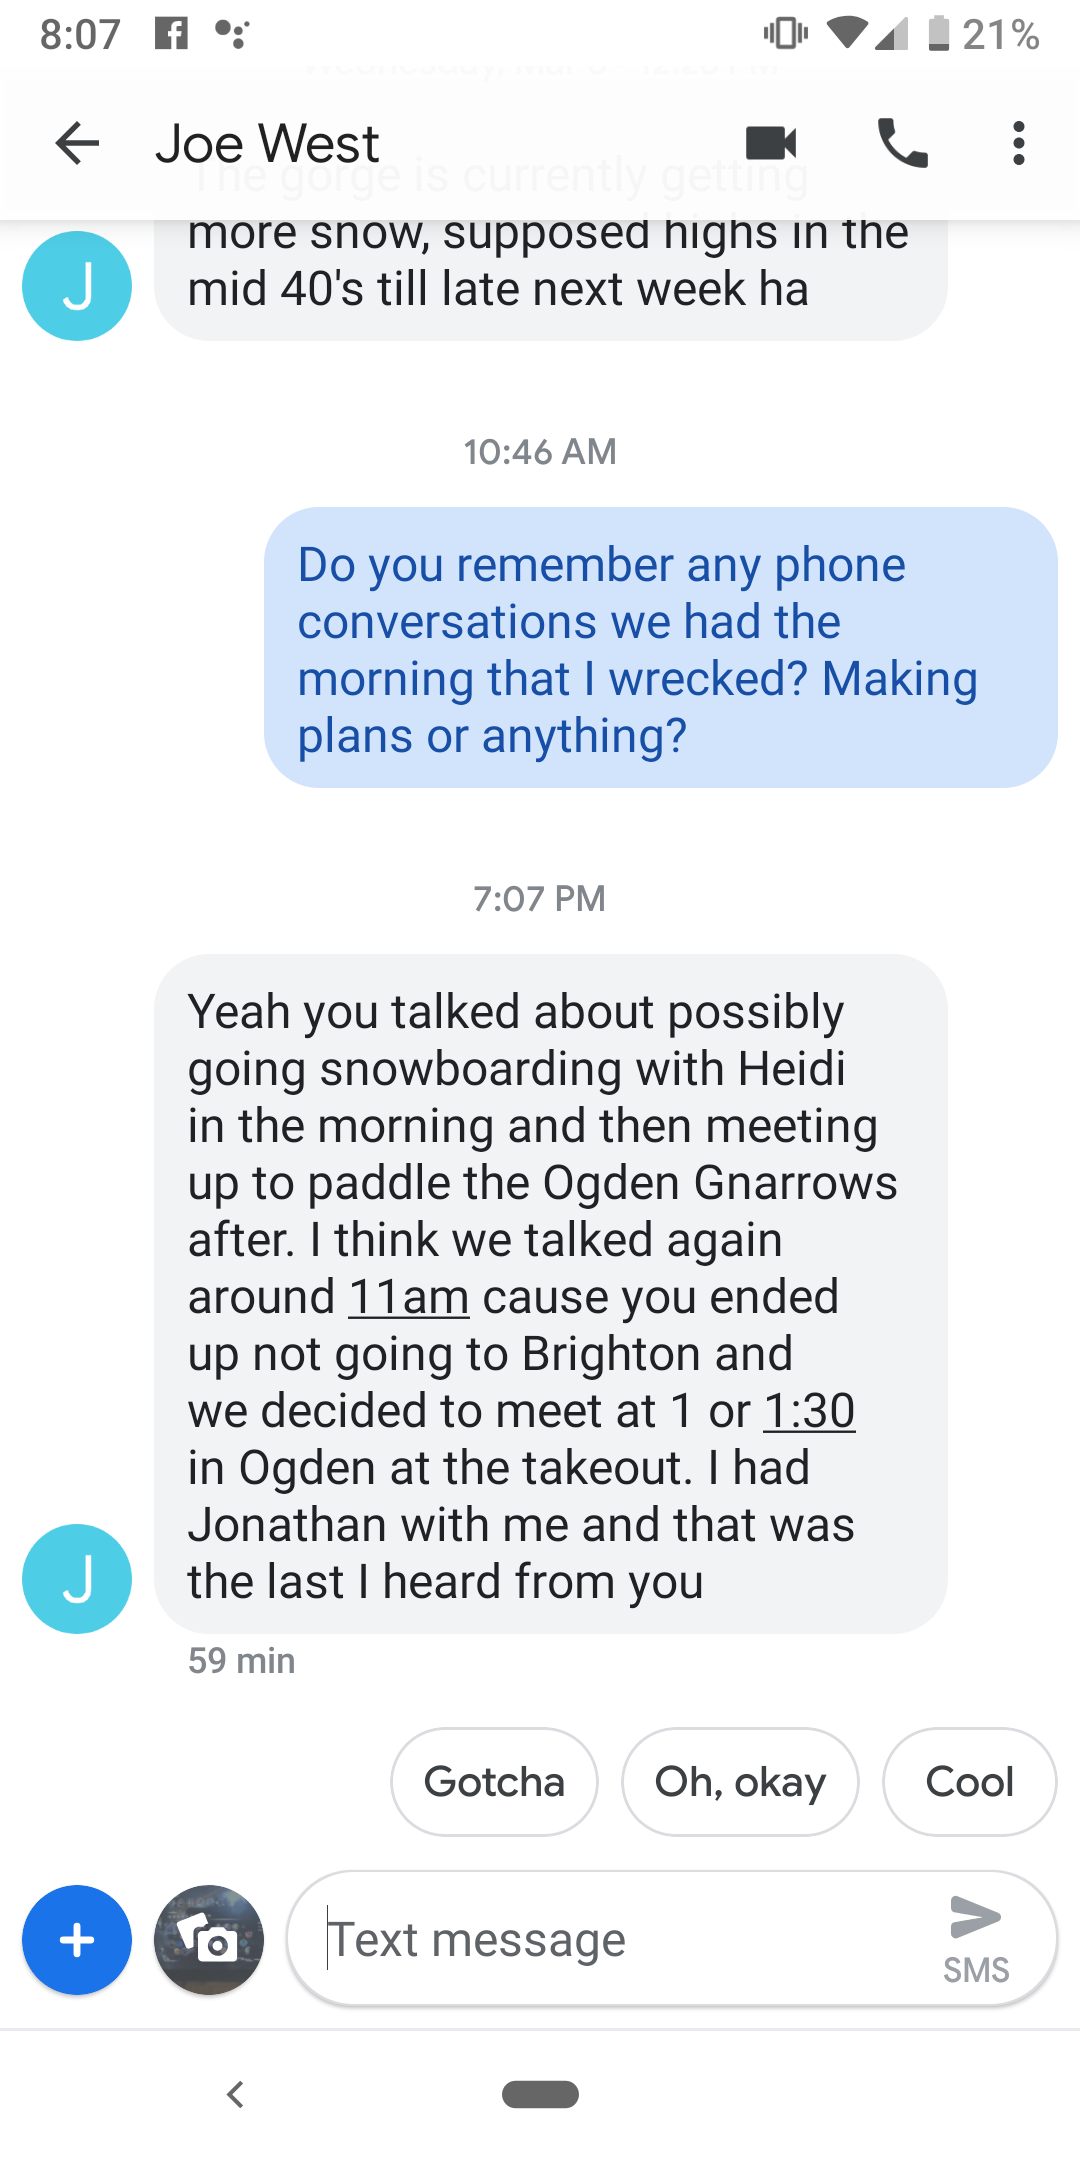 8:07
21%
Joe West
The gorge is currently getting
more snow, supposed highs in the
mid 40's till late next week ha
J
10:46 AM
Do you remember any phone
conversations we had the
morning that I wrecked? Making
plans or anything?
7:07 PM
Yeah you talked about possibly
going snowboarding with Heidi
in the morning and then meeting
up to paddle the Ogden Gnarrows
after. I think we talked again
around 11am cause you ended
up not going to Brighton and
we decided to meet at 1 or 1:30
in Ogden at the takeout. I had
Jonathan with me and that was
the last I heard from you
J
59 min
Gotcha
Oh, okay
Cool
Text message
SMS